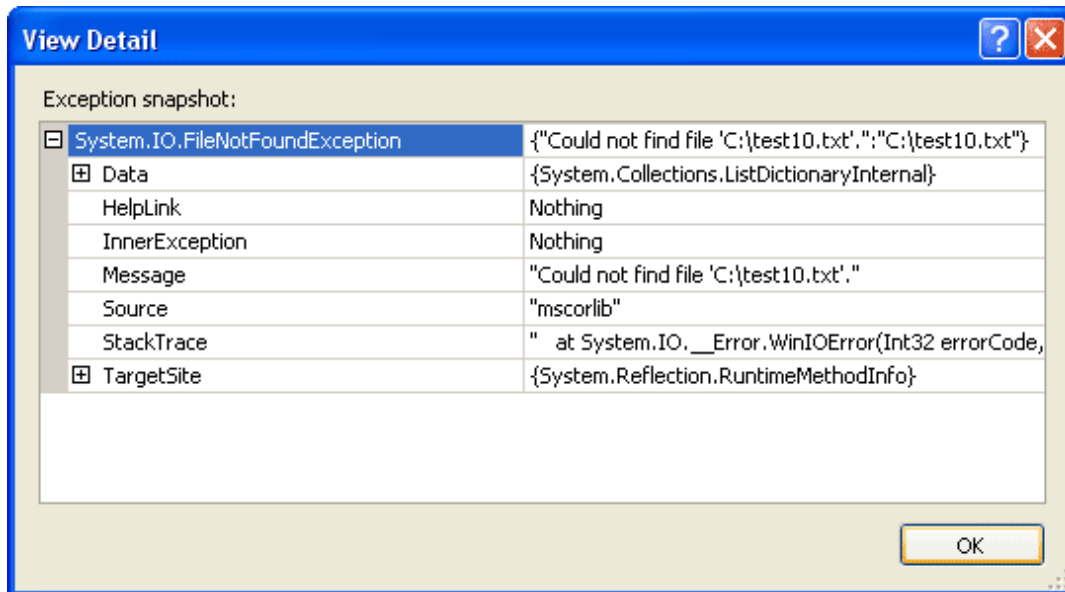 View Detail
Exception snapshot:
System.IO.FileNotFoundException {"Could not find file 'C:\test10.txt'.":"C:\test10.txt"}
Data {System.Collections.ListDictionaryInternal}
HelpLink Nothing
InnerException Nothing
Message "Could not find file 'C:\test10.txt'."
Source "mscorlib"
StackTrace "   at System.IO.__Error.WinIOError(Int32 errorCode,
TargetSite {System.Reflection.RuntimeMethodInfo}
OK